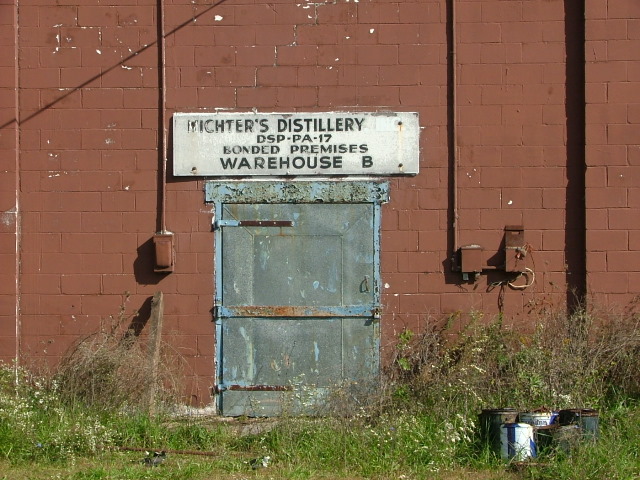 MICHTER'S DISTILLERY
DSP-PA-17
BONDED PREMISES
WAREHOUSE B